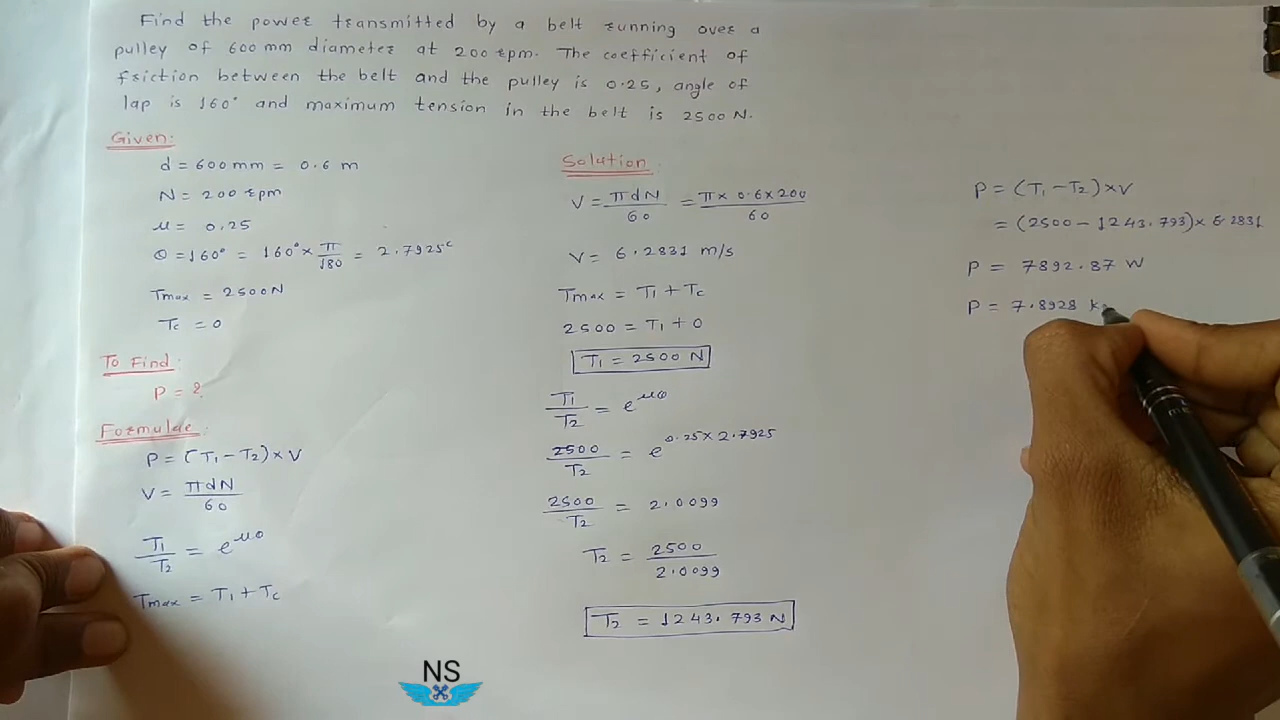 Find the power transmitted by a belt running over a
pulley of 600 mm diameter at 200 rpm. The coefficient of
friction between the belt and the pulley is 0.25, angle of
lap is 160° and maximum tension in the belt is 2500 N.
Given:
d = 600 mm = 0.6 m
N = 200 rpm
μ = 0.25
θ = 160° = 160° × π/180 = 2.7925ᶜ
Tmax = 2500 N
Tc = 0
To Find:
P = ?
Formulae:
P = (T₁ - T₂) × V
V = πdN/60
T₁/T₂ = e^μθ
Tmax = T₁ + Tc
Solution
V = πdN/60 = π × 0.6 × 200/60
V = 6.2831 m/s
Tmax = T₁ + Tc
2500 = T₁ + 0
T₁ = 2500 N
T₁/T₂ = e^μθ
2500/T₂ = e^0.25 × 2.7925
2500/T₂ = 2.0099
T₂ = 2500/2.0099
T₂ = 1243.793 N
P = (T₁ - T₂) × V
= (2500 - 1243.793) × 6.2831
P = 7892.87 W
P = 7.8928 k
NS